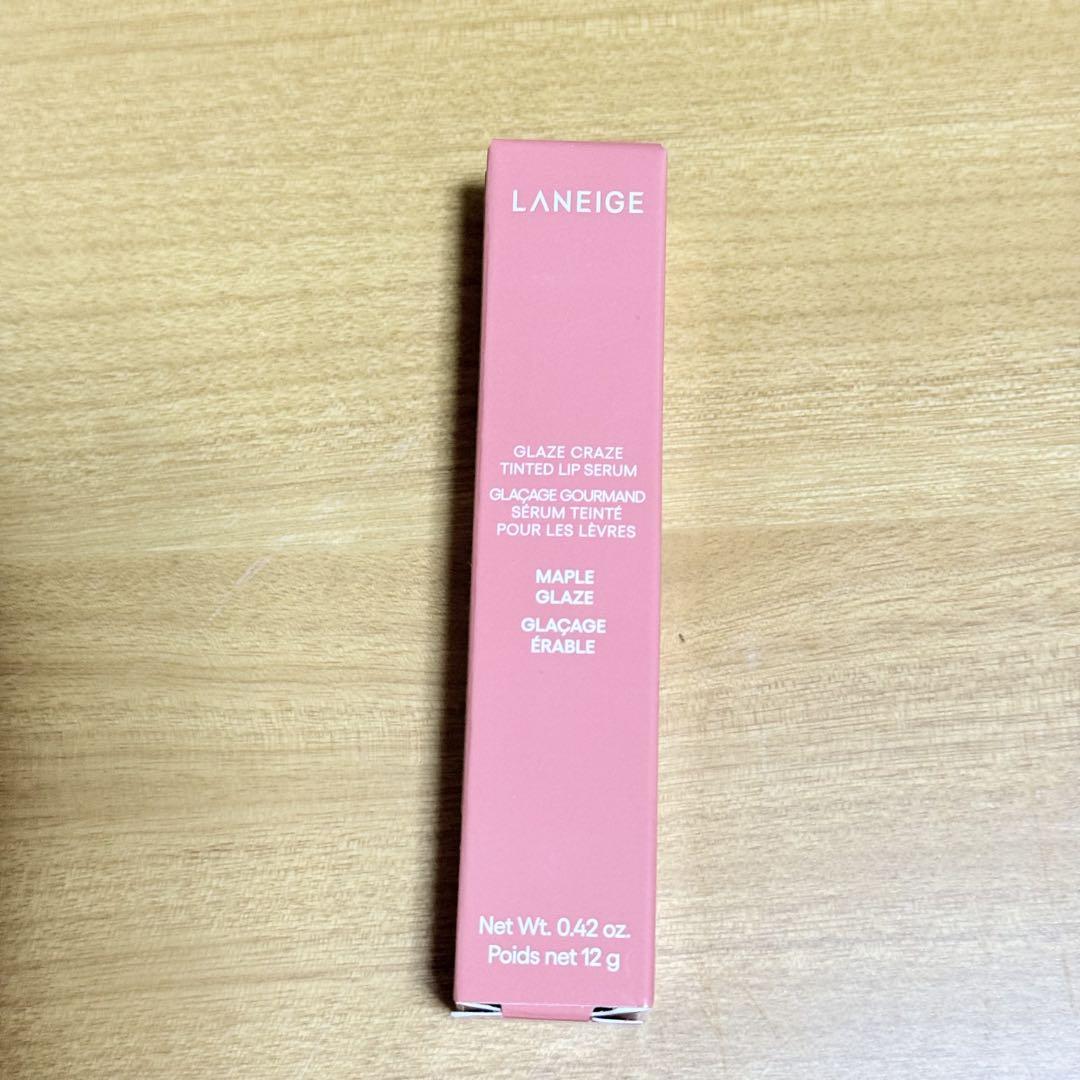 LANEIGE
GLAZE CRAZE
TINTED LIP SERUM
GLAÇAGE GOURMAND
SÉRUM TEINTÉ
POUR LES LÈVRES
MAPLE
GLAZE
GLAÇAGE
ÉRABLE
Net Wt. 0.42 oz.
Poids net 12 g